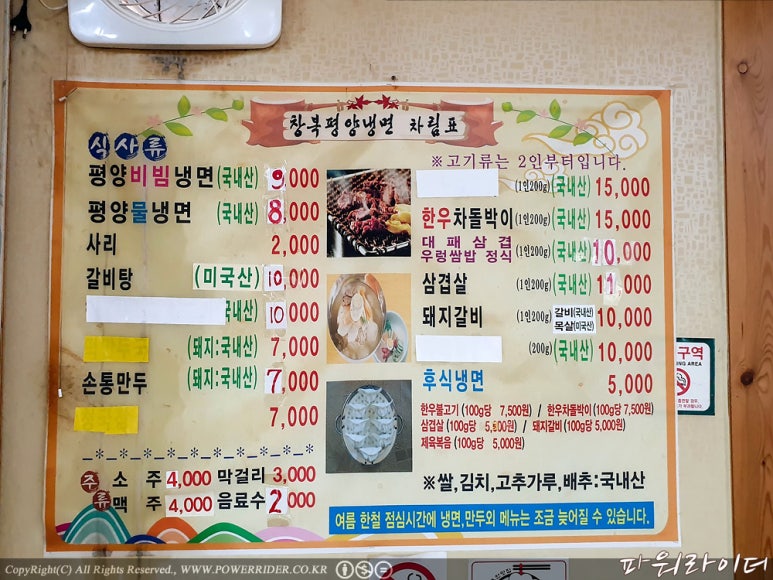 창북평양냉면 차림표
식사류
평양비빔냉면 (국내산) 9,000
평양물냉면 (국내산) 8,000
사리 2,000
갈비탕 (미국산) 10,000
국내산) 10,000
(돼지:국내산) 7,000
손통만두 (돼지:국내산) 7,000
7,000
주류
소주 4,000 막걸리 3,000
맥주 4,000 음료수 2,000
※고기류는 2인부터입니다.
(1인200g) (국내산) 15,000
한우차돌박이 (1인200g) (국내산) 15,000
대패삼겹
우렁쌈밥 정식 (1인200g) (국내산) 10,000
삼겹살 (1인200g) (국내산) 11,000
돼지갈비 (1인200g) 갈비(국내산) 목살(미국산) 10,000
(200g) (국내산) 10,000
후식냉면 5,000
한우불고기 (100g당 7,500원) / 한우차돌박이 (100g당 7,500원)
삼겹살 (100g당 5,500원) / 돼지갈비 (100g당 5,000원)
제육볶음 (100g당 5,000원)
※쌀,김치,고추가루,배추:국내산
여름 한철 점심시간에 냉면,만두외 메뉴는 조금 늦어질 수 있습니다.
구역
ING AREA
CopyRight(C) All Rights Reserved., WWW.POWERRIDER.CO.KR
파워라이더